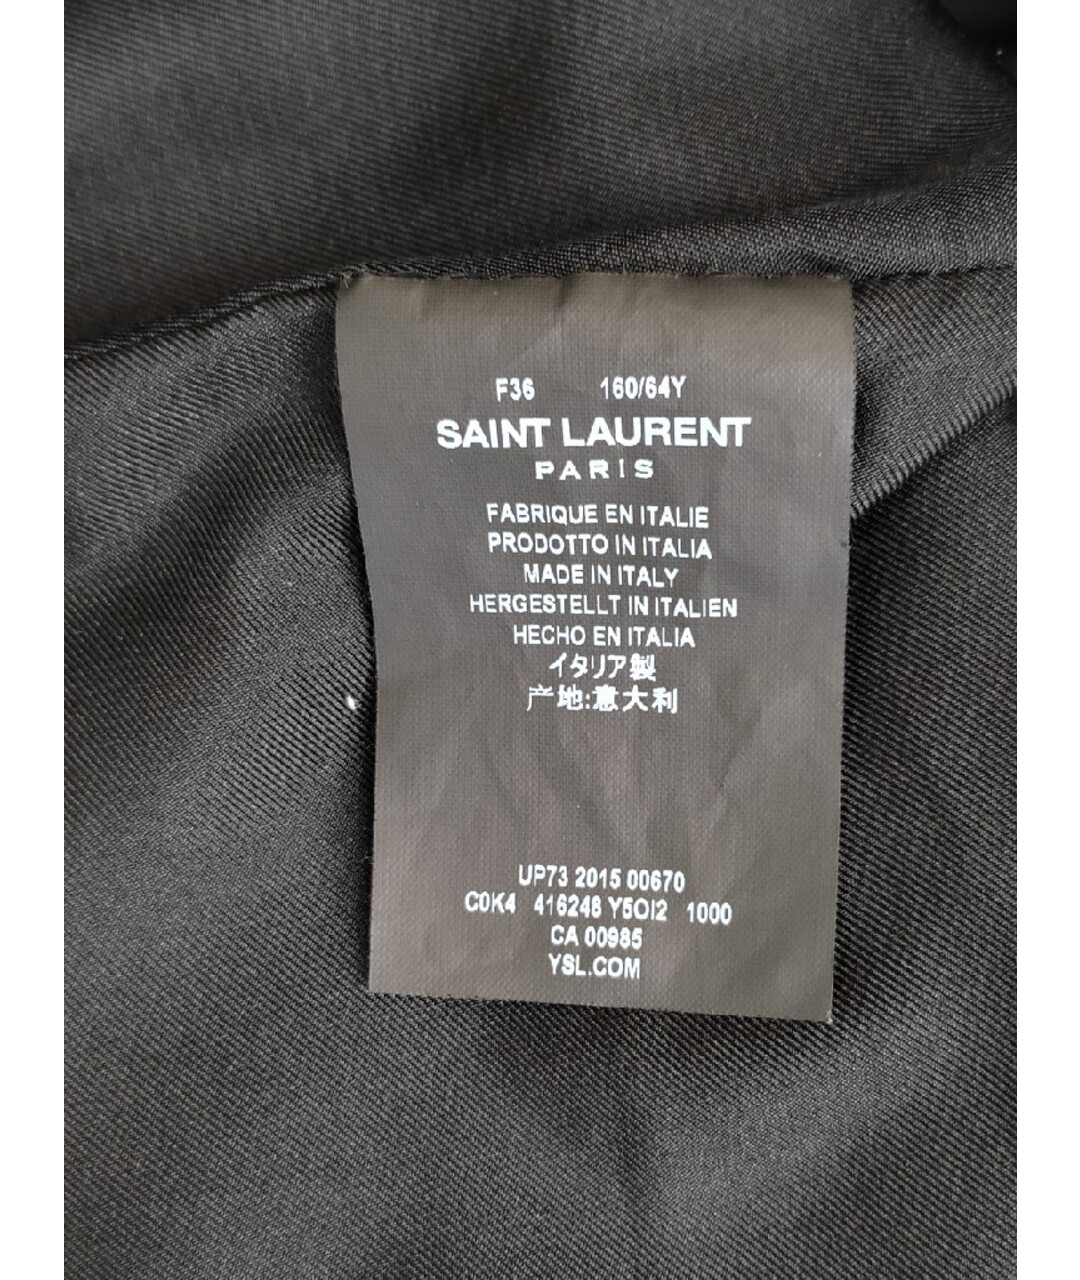 F36 160/64Y
SAINT LAURENT
PARIS
FABRIQUE EN ITALIE
PRODOTTO IN ITALIA
MADE IN ITALY
HERGESTELLT IN ITALIEN
HECHO EN ITALIA
イタリア製
产地:意大利
UP73 2015 00670
C0K4 416248 Y5OI2 1000
CA 00985
YSL.COM